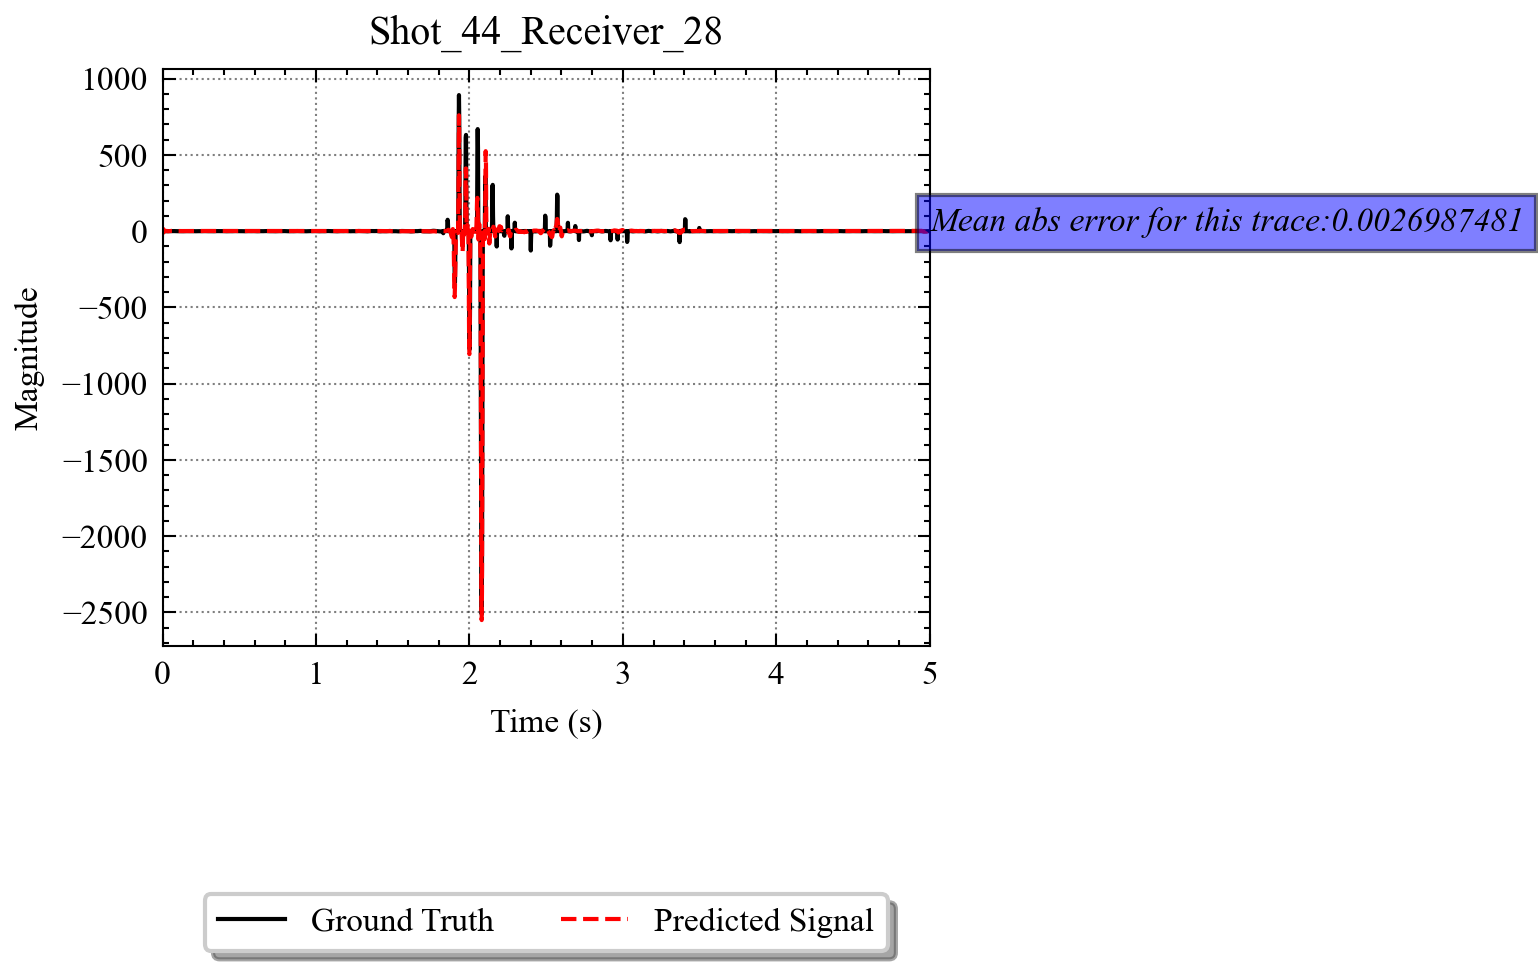 Shot_44_Receiver_28
1000
500
0
−500
−1000
−1500
−2000
−2500
Magnitude
0 1 2 3 4 5
Time (s)
Mean abs error for this trace:0.0026987481
Ground Truth Predicted Signal